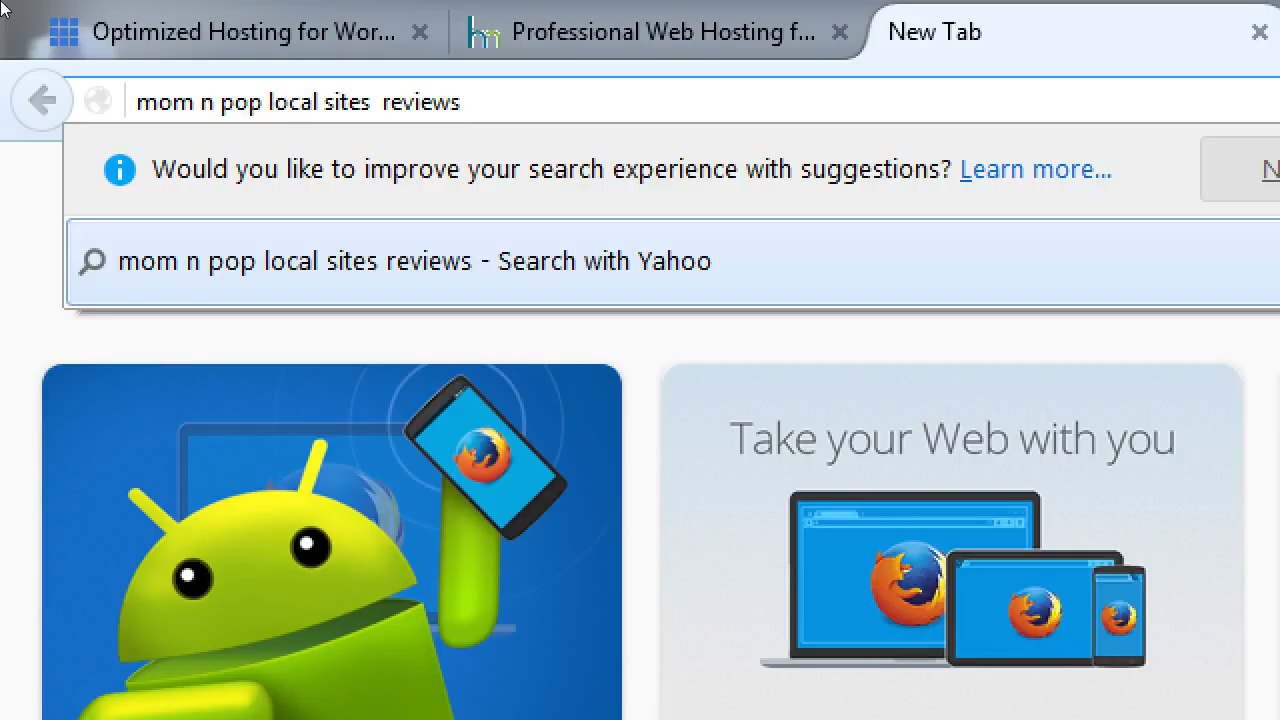 Optimized Hosting for Wor...
Professional Web Hosting f...
New Tab
mom n pop local sites  reviews
Would you like to improve your search experience with suggestions? Learn more...
N
mom n pop local sites reviews - Search with Yahoo
Take your Web with you